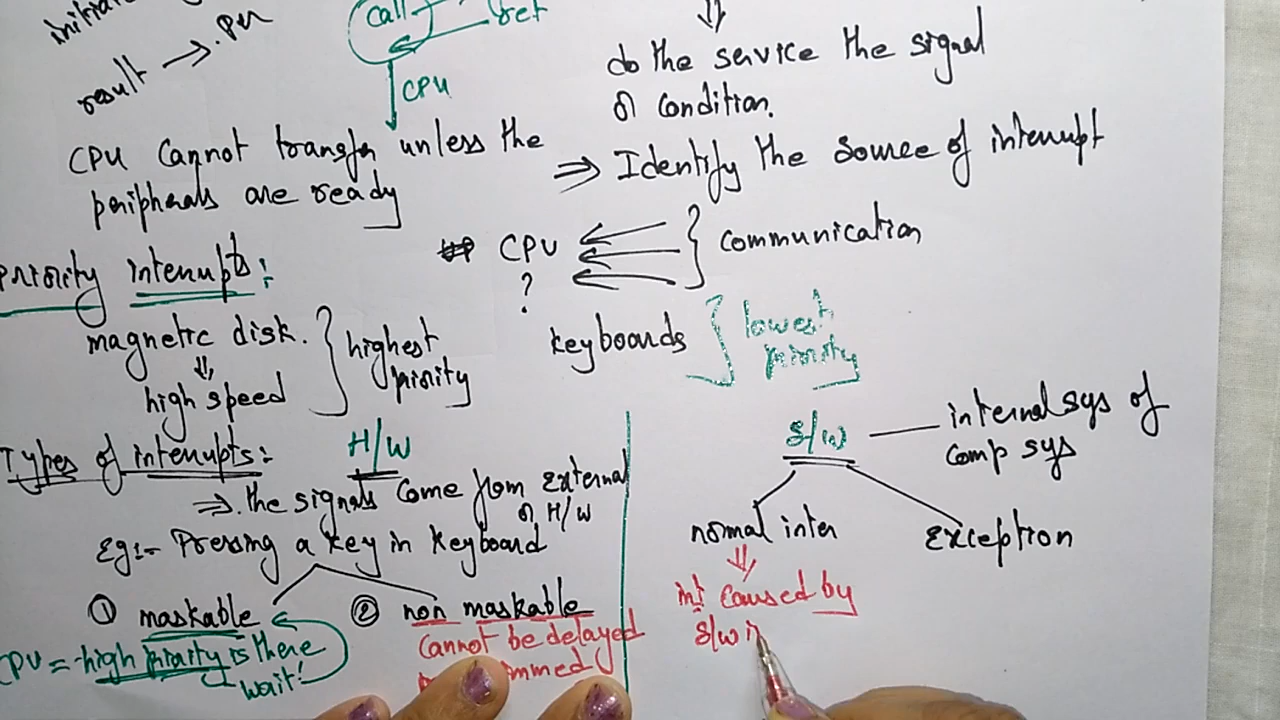 call
ret
result → per
CPU
CPU Cannot transfer unless the
peripherals are ready
do the service the signal
or Condition.
⇒ Identify the source of interrupt
CPU
?
communication
Priority interrupts:
magnetic disk.
⇓
high speed
highest
priority
keyboards
lowest
priority
Types of interrupts:
H/W
⇒ the signals come from external
or H/W
Eg:- Pressing a key in keyboard
① maskable
② non maskable
CPU = high priority is there
wait!
cannot be delayed
S/W
internal sys of
comp sys
normal inter
Exception
⇓
int caused by
S/w i